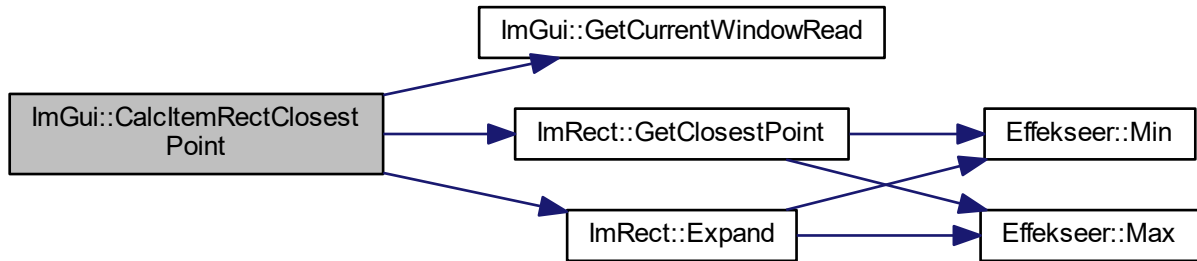 ImGui::GetCurrentWindowRead
ImGui::CalcItemRectClosest
Point
ImRect::GetClosestPoint
Effekseer::Min
ImRect::Expand
Effekseer::Max